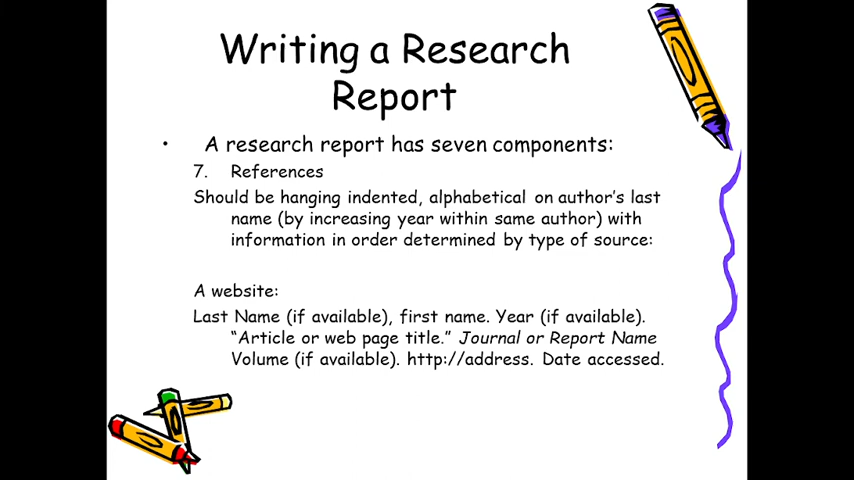 Writing a Research
Report
• A research report has seven components:
7. References
Should be hanging indented, alphabetical on author's last
name (by increasing year within same author) with
information in order determined by type of source:
A website:
Last Name (if available), first name. Year (if available).
“Article or web page title.” Journal or Report Name
Volume (if available). http://address. Date accessed.